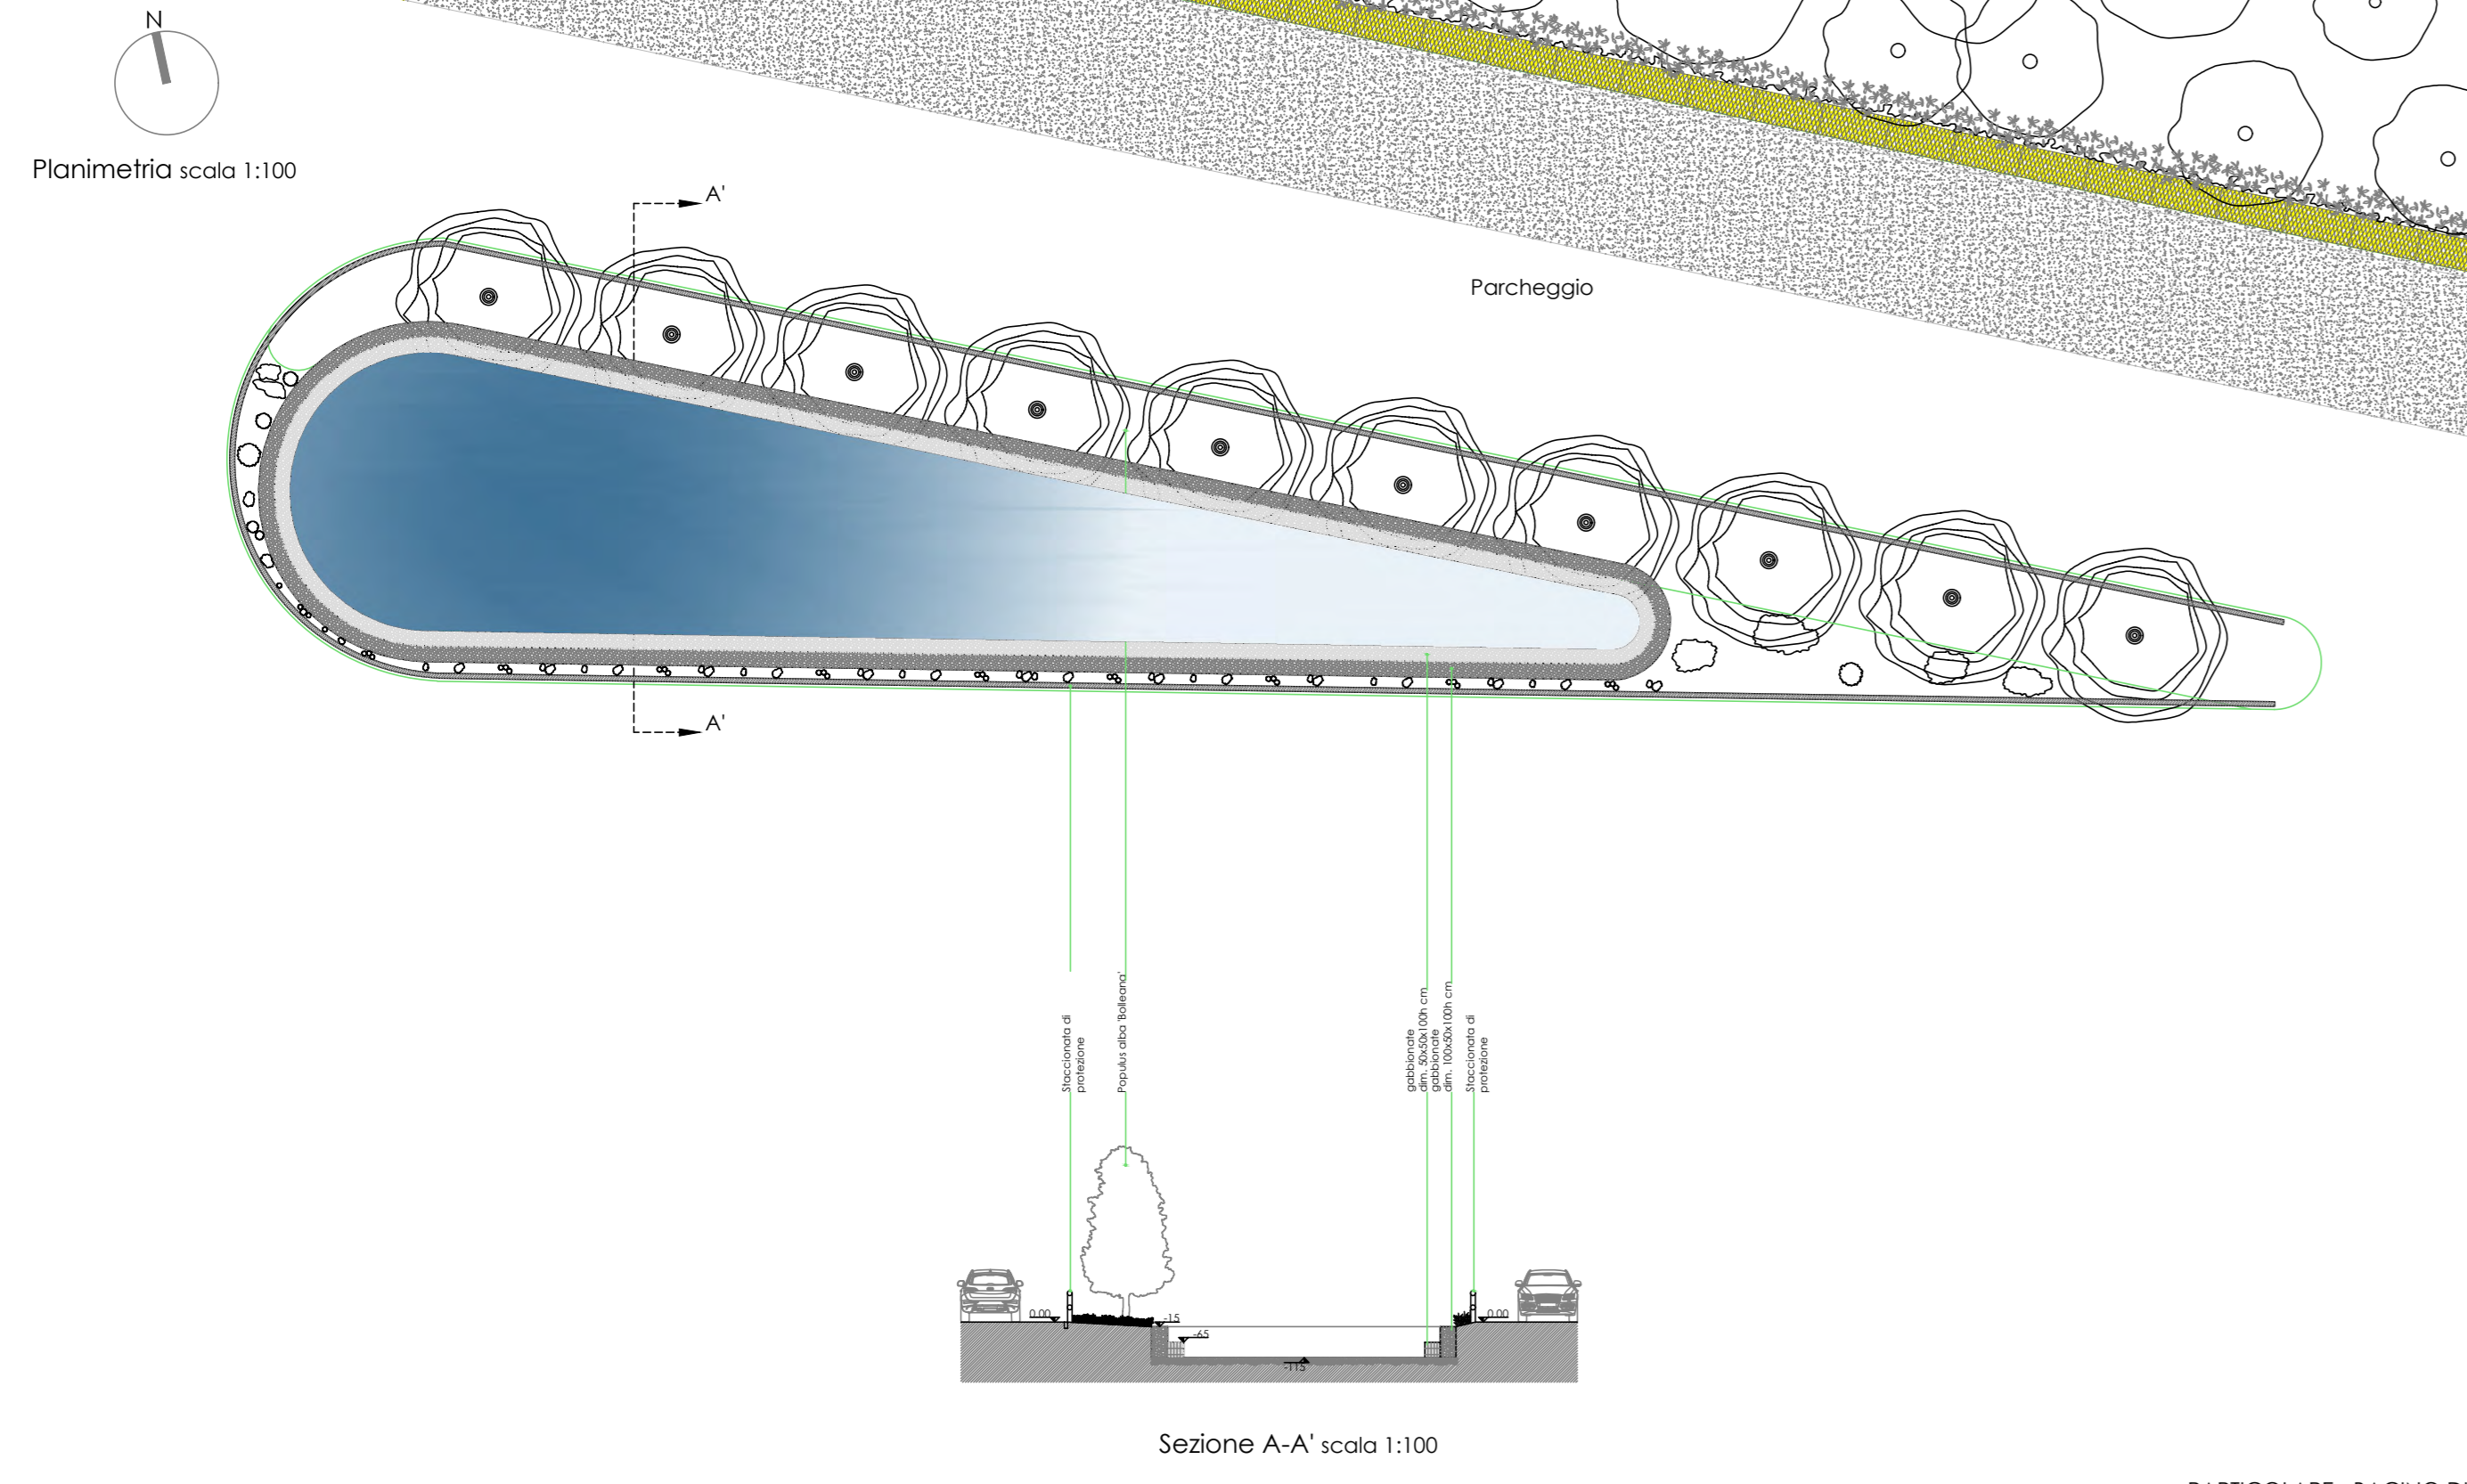 N
Planimetria scala 1:100
A'
Parcheggio
A'
Staccionata di
protezione
Populus alba 'Bolleana'
gabbionate
dim. 50x50x100h cm
gabbionate
dim. 100x50x100h cm
Staccionata di
protezione
0.00
-15
-65
-115
0.00
Sezione A-A' scala 1:100